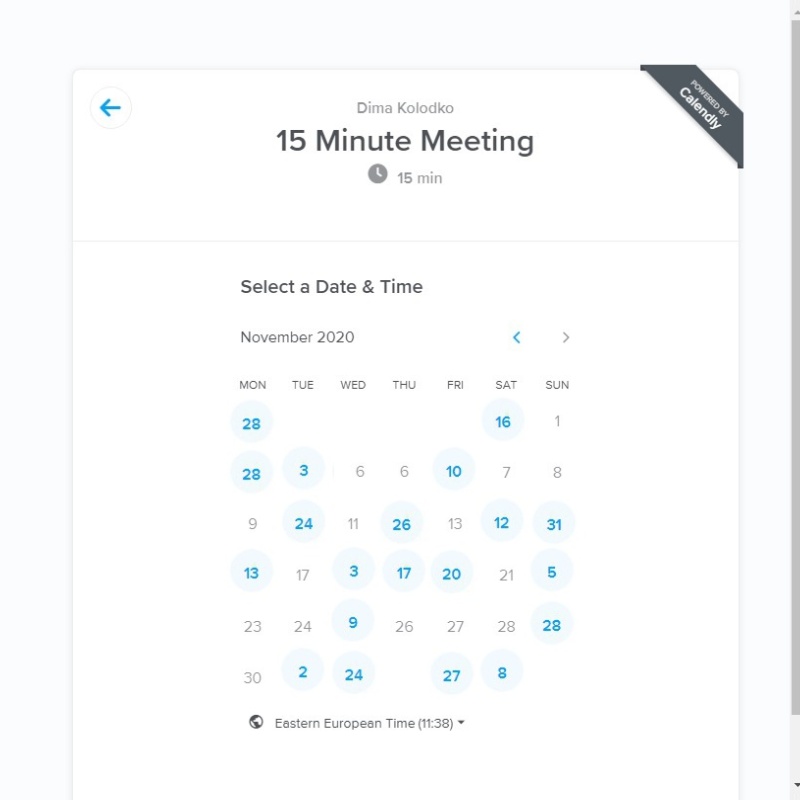 POWERED BY
Calendly
Dima Kolodko
15 Minute Meeting
15 min
Select a Date & Time
November 2020
MON TUE WED THU FRI SAT SUN
28 16 1
28 3 6 6 10 7 8
9 24 11 26 13 12 31
13 17 3 17 20 21 5
23 24 9 26 27 28 28
30 2 24 27 8
Eastern European Time (11:38)